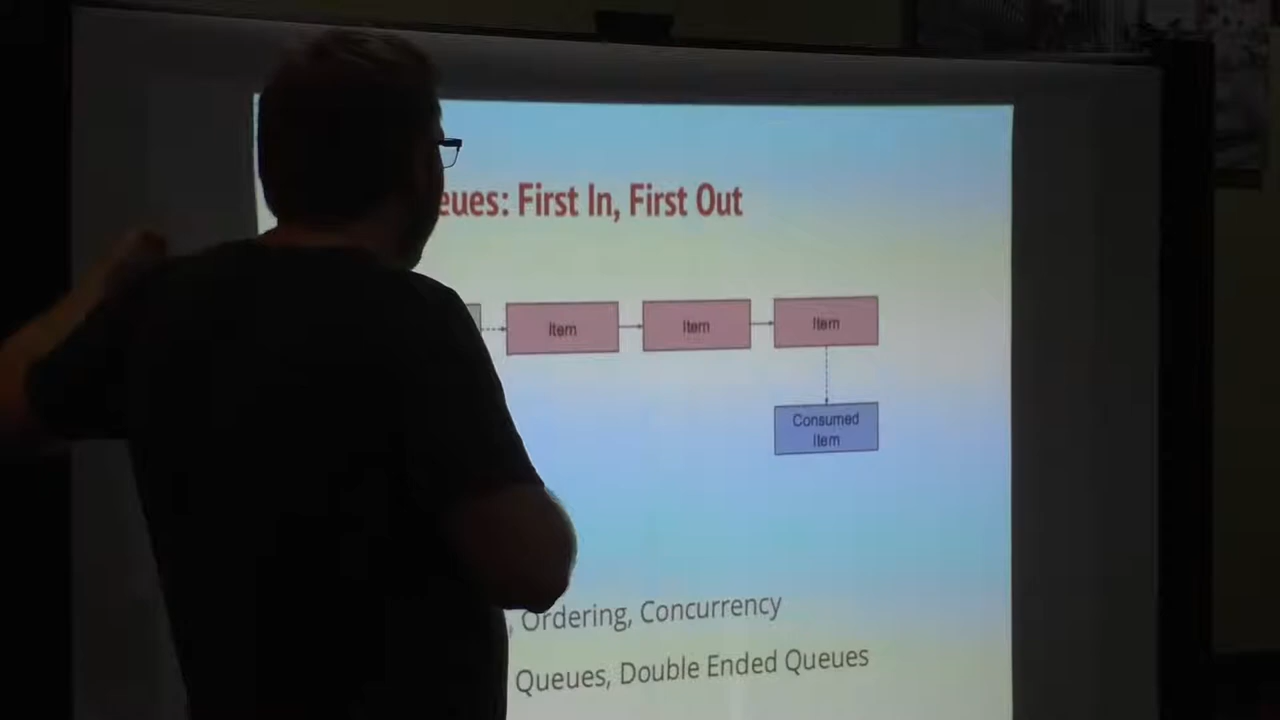 eues: First In, First Out
Item
Item
Item
Consumed
Item
, Ordering, Concurrency
Queues, Double Ended Queues